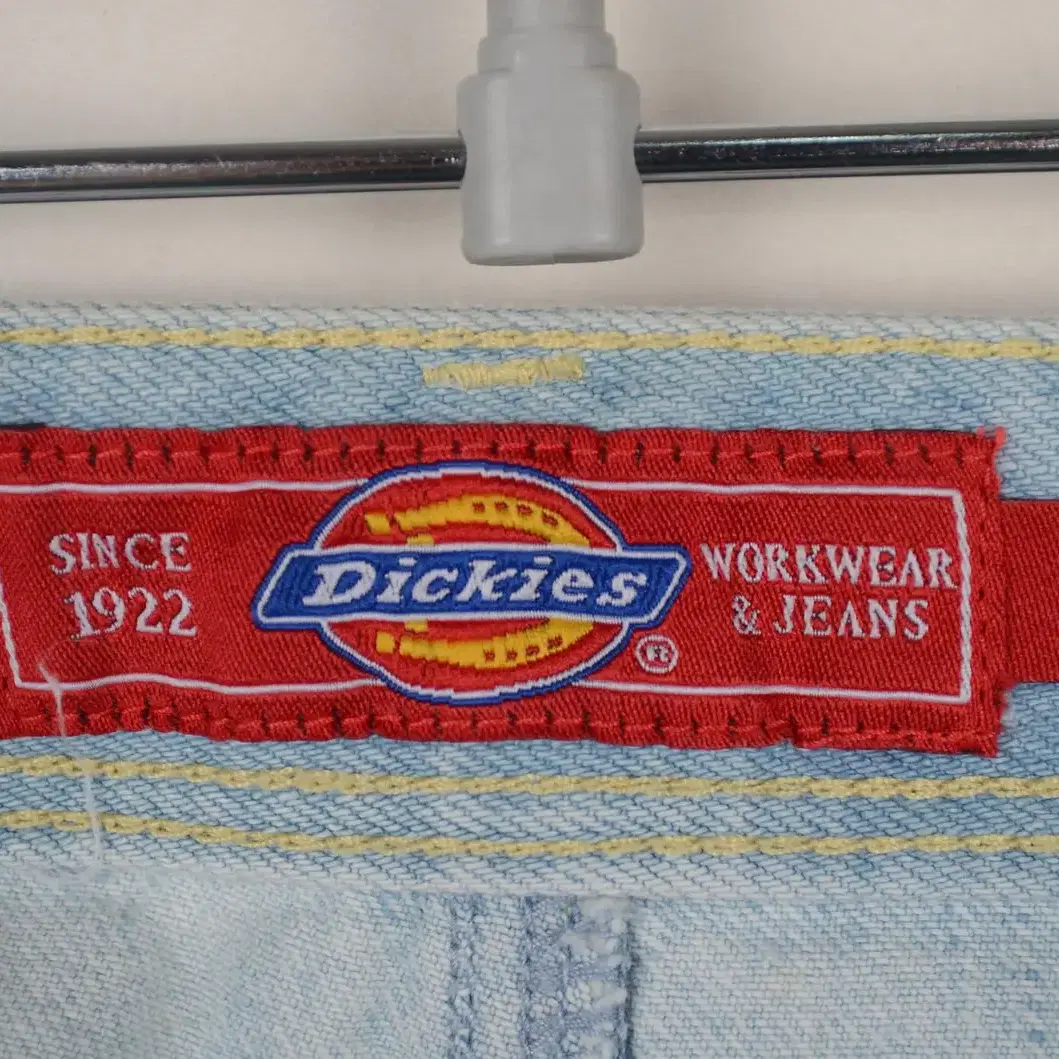 SINCE
1922
Dickies
®
WORKWEAR
& JEANS